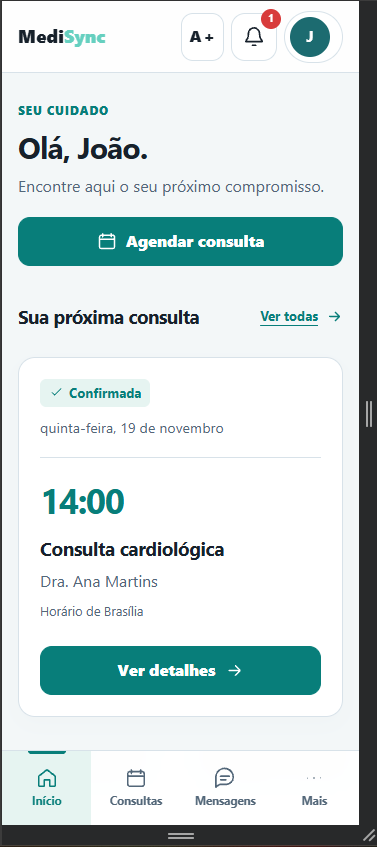 MediSync
A+
1
J
SEU CUIDADO
Olá, João.
Encontre aqui o seu próximo compromisso.
Agendar consulta
Sua próxima consulta
Ver todas →
✓ Confirmada
quinta-feira, 19 de novembro
14:00
Consulta cardiológica
Dra. Ana Martins
Horário de Brasília
Ver detalhes →
Início
Consultas
Mensagens
Mais